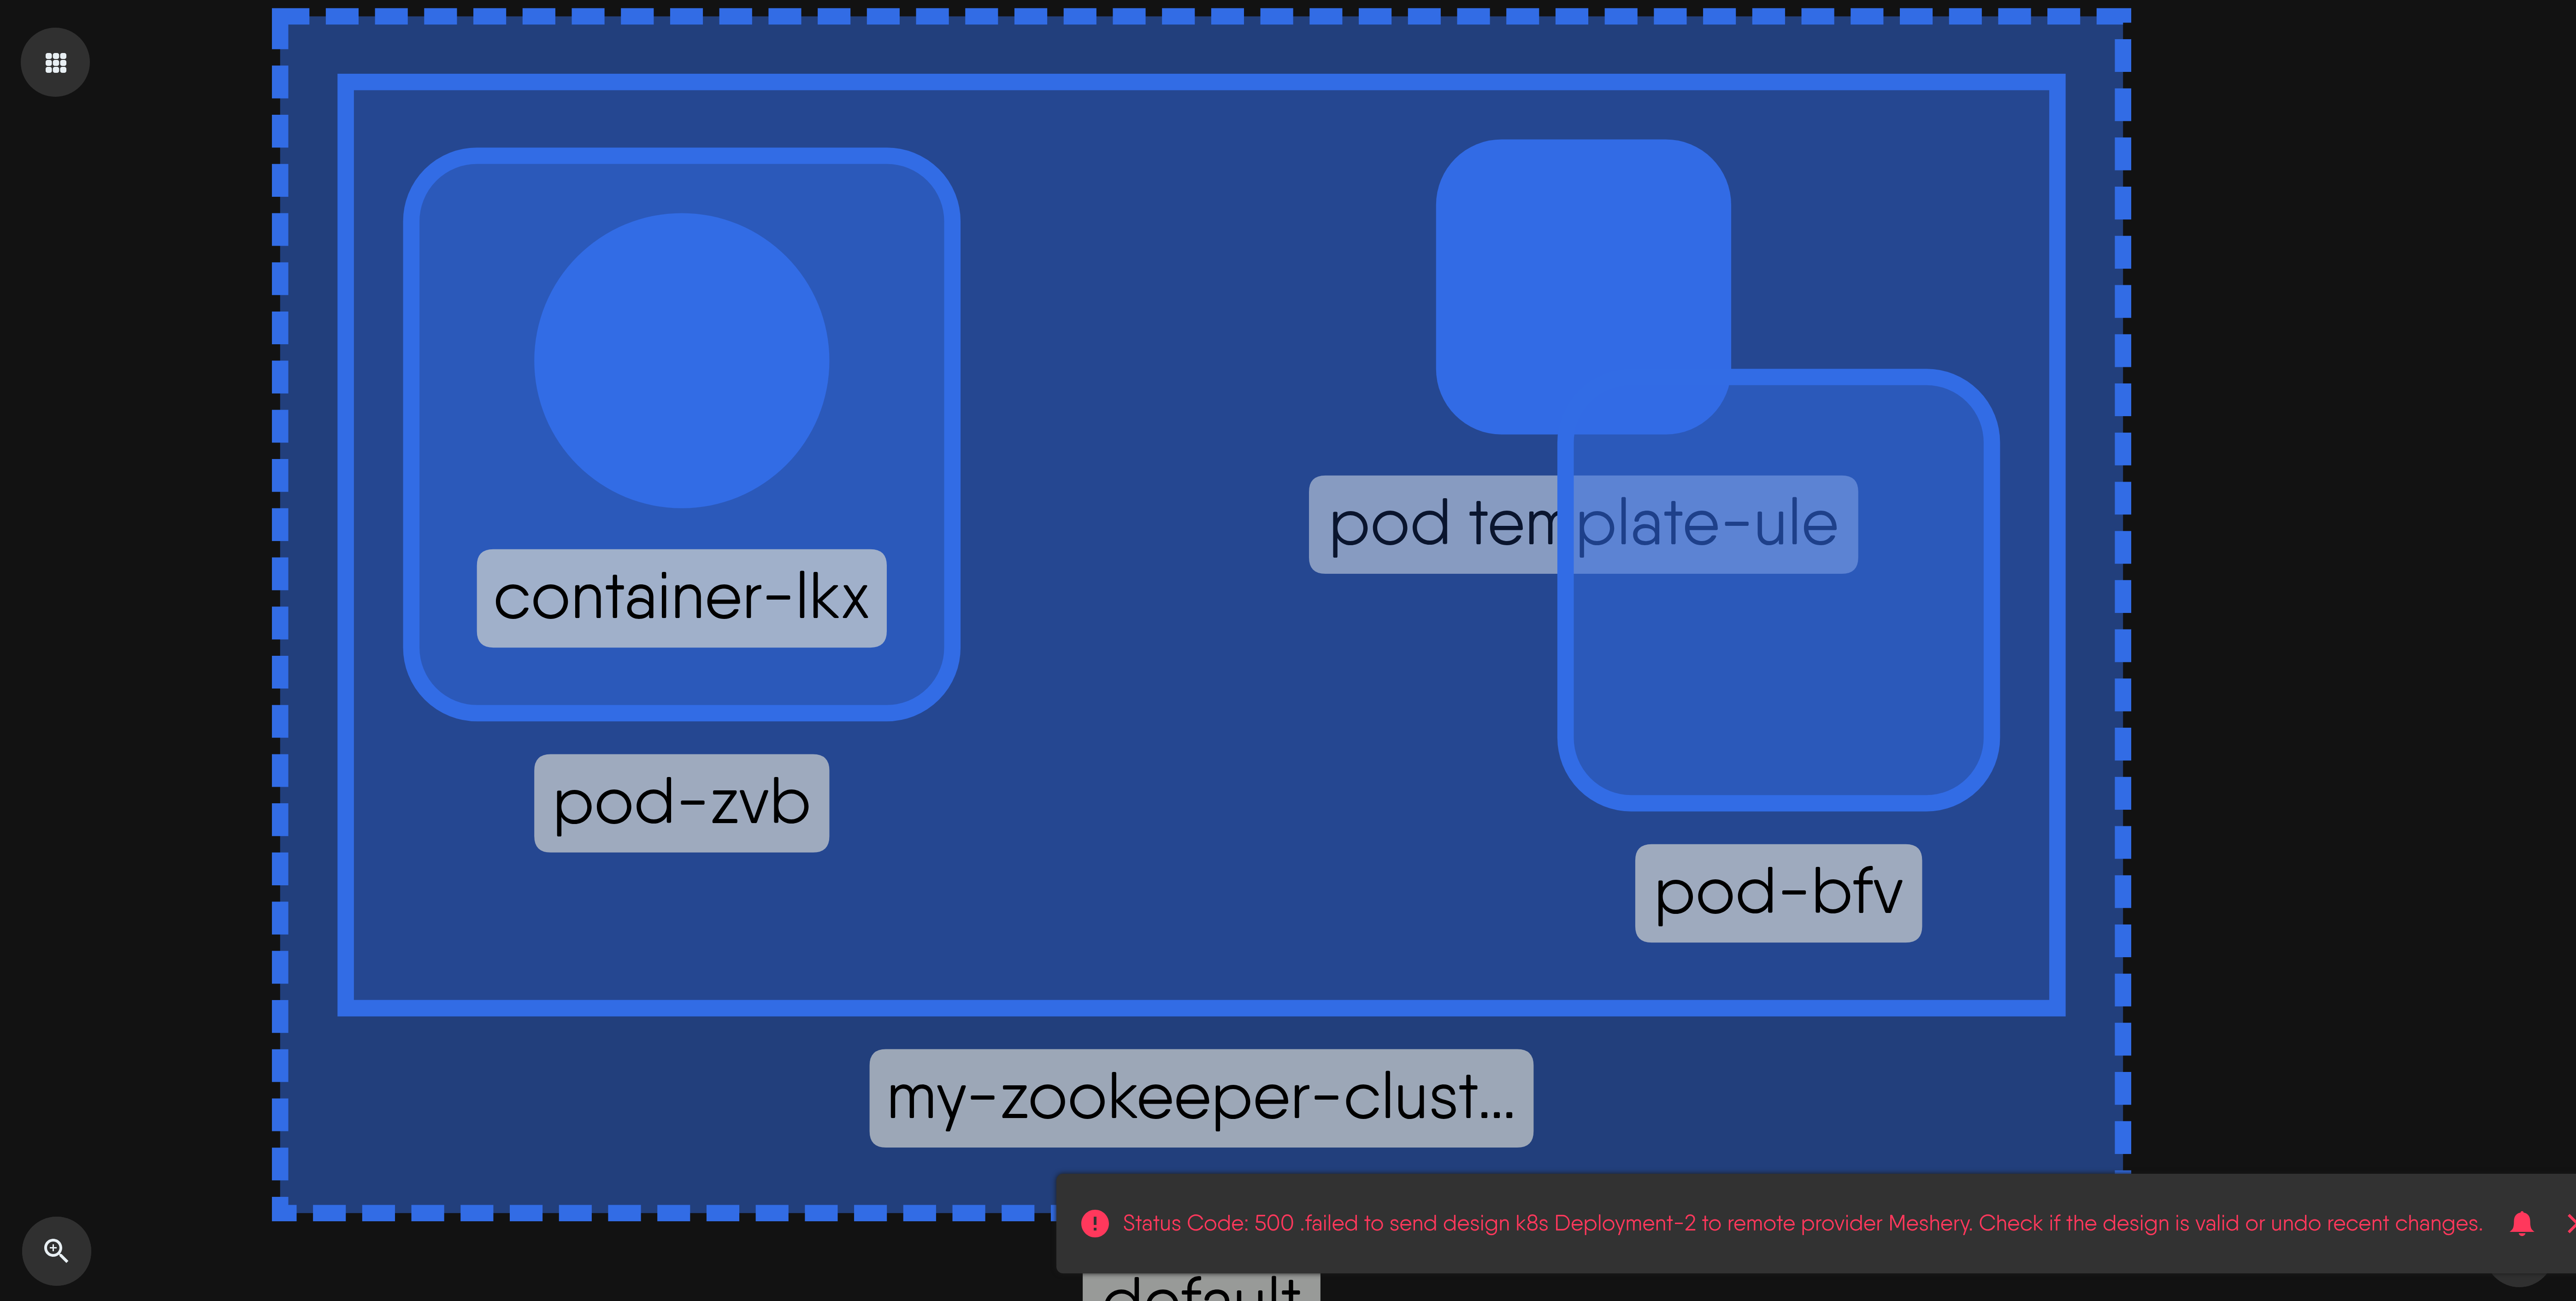 container-lkx
pod template-ule
pod-zvb
pod-bfv
my-zookeeper-clust...
Status Code: 500 .failed to send design k8s Deployment-2 to remote provider Meshery. Check if the design is valid or undo recent changes.
default